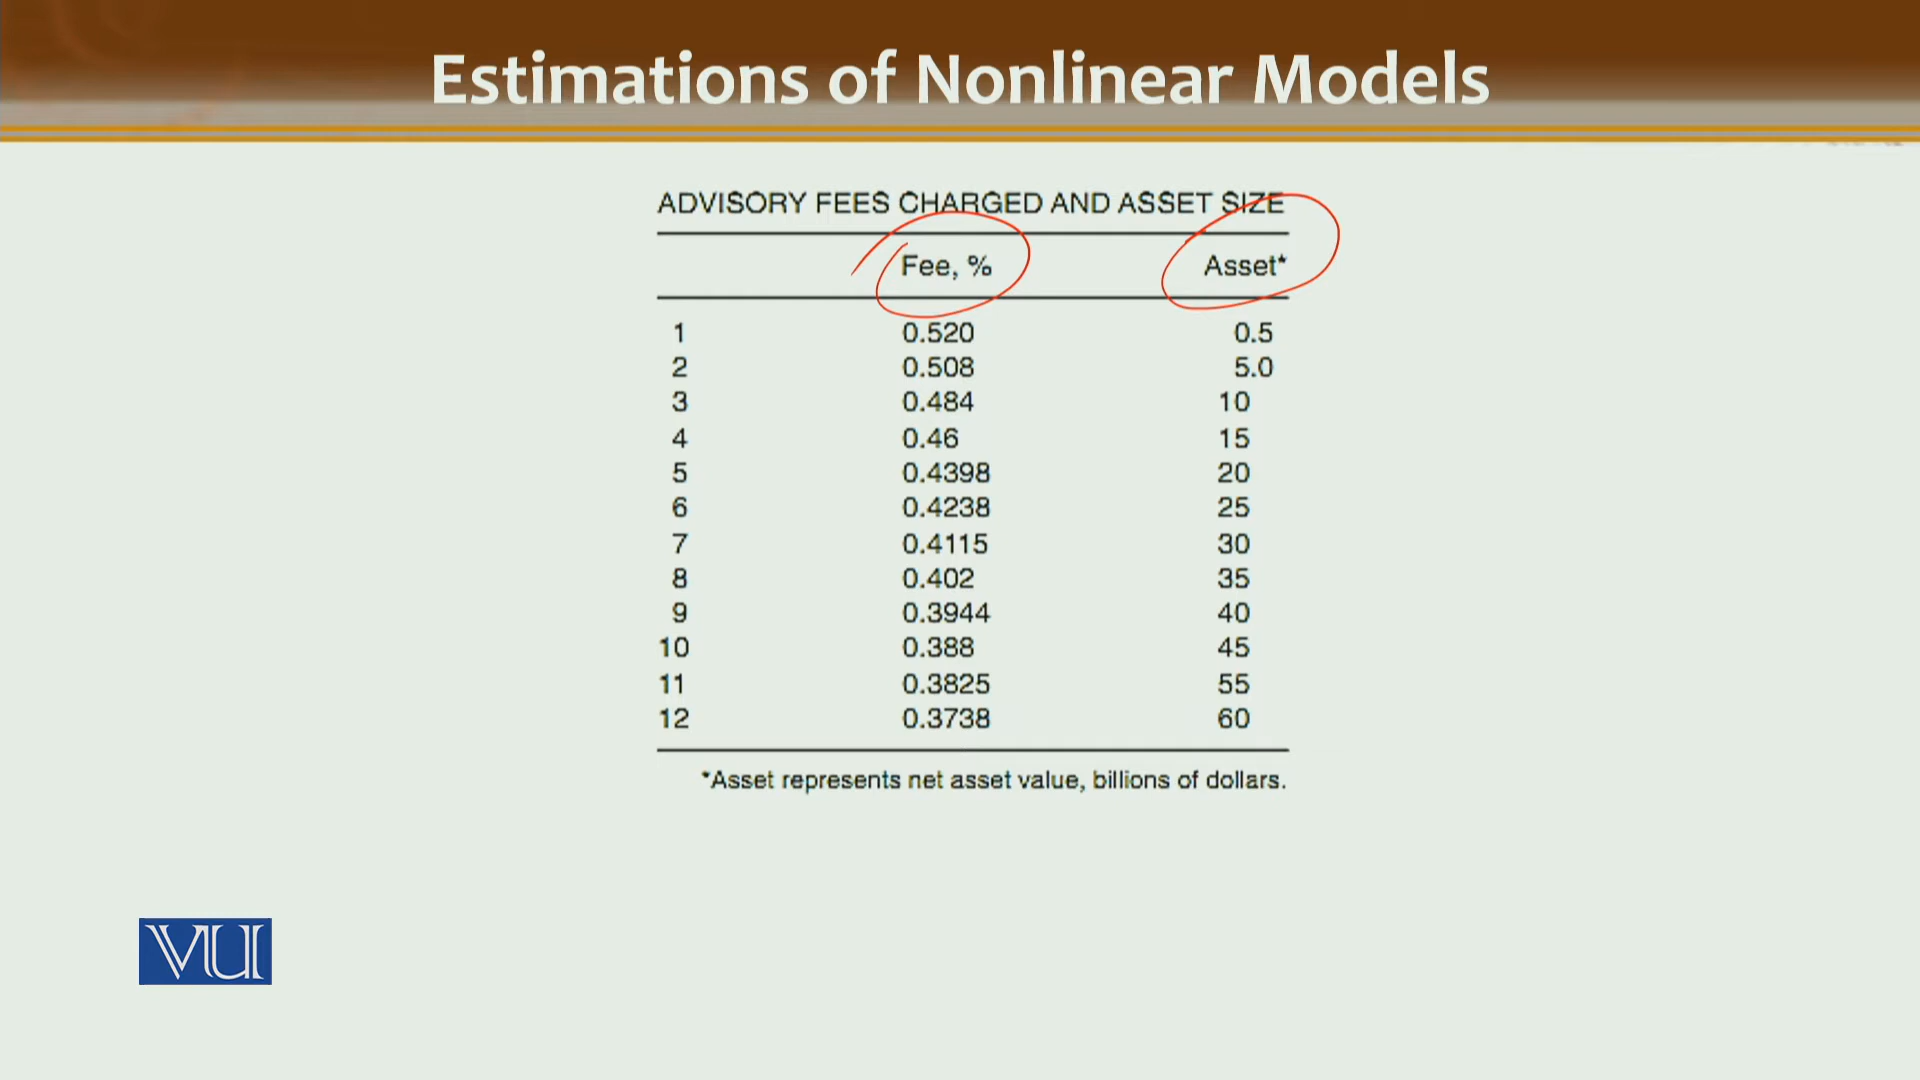 Estimations of Nonlinear Models
ADVISORY FEES CHARGED AND ASSET SIZE
Fee, % Asset*
1 0.520 0.5
2 0.508 5.0
3 0.484 10
4 0.46 15
5 0.4398 20
6 0.4238 25
7 0.4115 30
8 0.402 35
9 0.3944 40
10 0.388 45
11 0.3825 55
12 0.3738 60
*Asset represents net asset value, billions of dollars.
VU